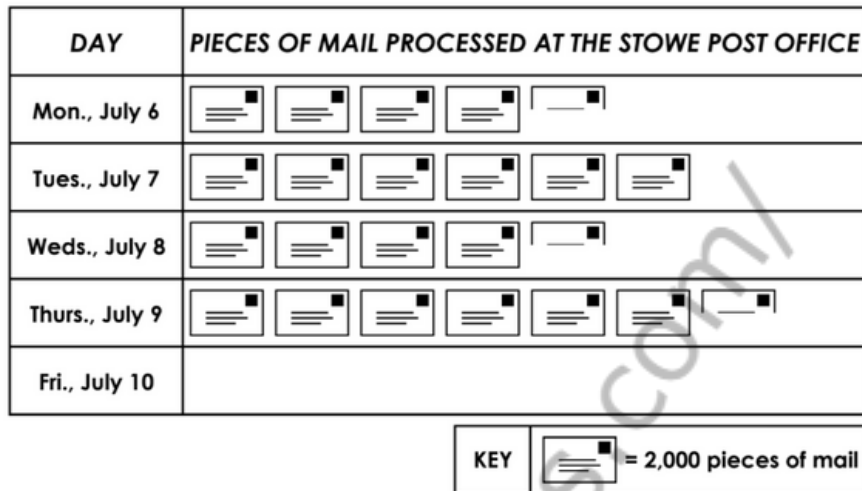 DAY PIECES OF MAIL PROCESSED AT THE STOWE POST OFFICE
Mon., July 6
Tues., July 7
Weds., July 8
Thurs., July 9
Fri., July 10
KEY = 2,000 pieces of mail
s.com/